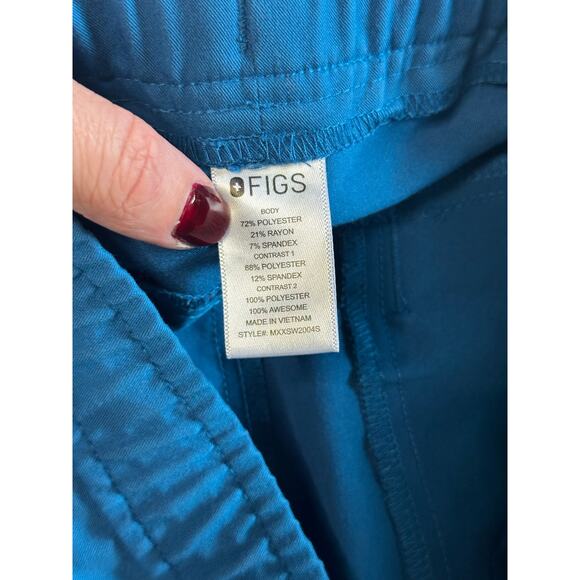 FIGS
BODY
72% POLYESTER
21% RAYON
7% SPANDEX
CONTRAST 1
88% POLYESTER
12% SPANDEX
CONTRAST 2
100% POLYESTER
100% AWESOME
MADE IN VIETNAM
STYLE#: MXXSW2004S